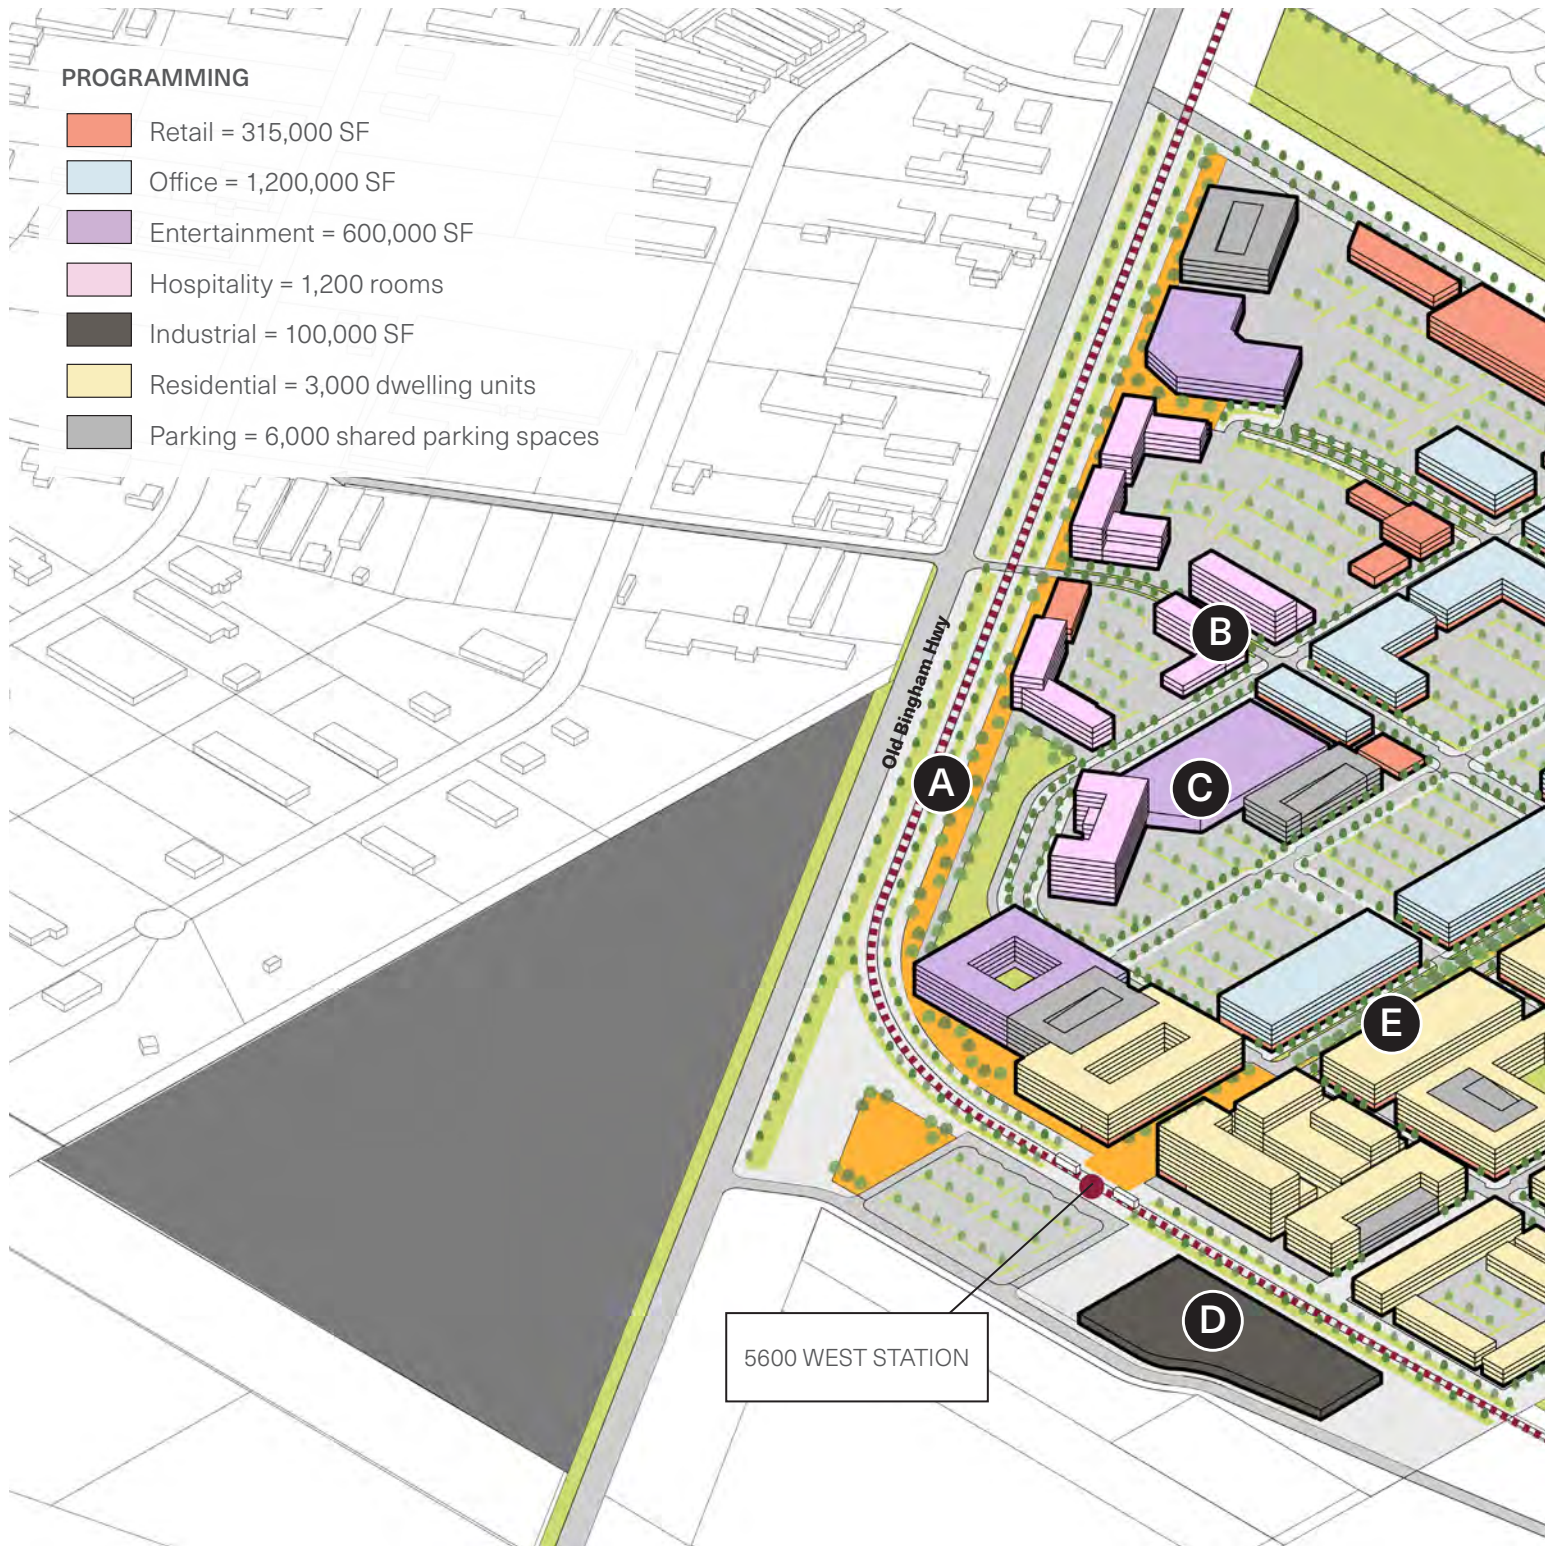 PROGRAMMING
Retail = 315,000 SF
Office = 1,200,000 SF
Entertainment = 600,000 SF
Hospitality = 1,200 rooms
Industrial = 100,000 SF
Residential = 3,000 dwelling units
Parking = 6,000 shared parking spaces
B
Old Bingham Hwy
A
C
E
D
5600 WEST STATION